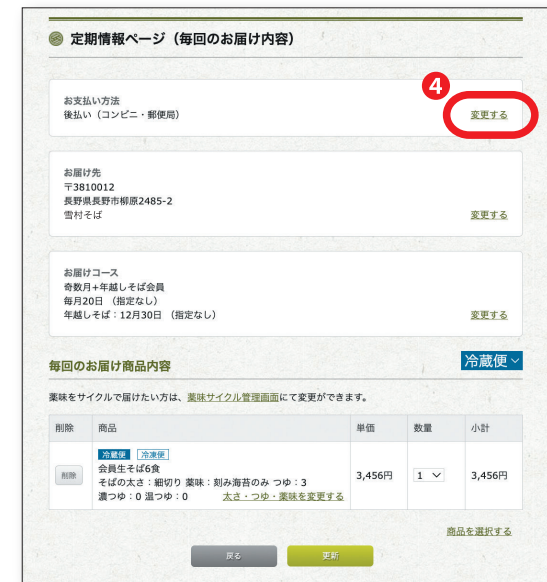 定期情報ページ（毎回のお届け内容）
4
お支払い方法
後払い（コンビニ・郵便局）
変更する
お届け先
〒3810012
長野県長野市柳原2485-2
雪村そば
変更する
お届けコース
奇数月+年越しそば会員
毎月20日 （指定なし）
年越しそば：12月30日 （指定なし）
変更する
毎回のお届け商品内容
冷蔵便
薬味をサイクルで届けたい方は、薬味サイクル管理画面にて変更ができます。
削除 商品 単価 数量 小計
冷蔵便 冷凍便
会員生そば6食
削除 そばの太さ：細切り 薬味：刻み海苔のみ つゆ：3 3,456円 1 3,456円
濃つゆ：0 温つゆ：0 太さ・つゆ・薬味を変更する
商品を選択する
戻る 更新